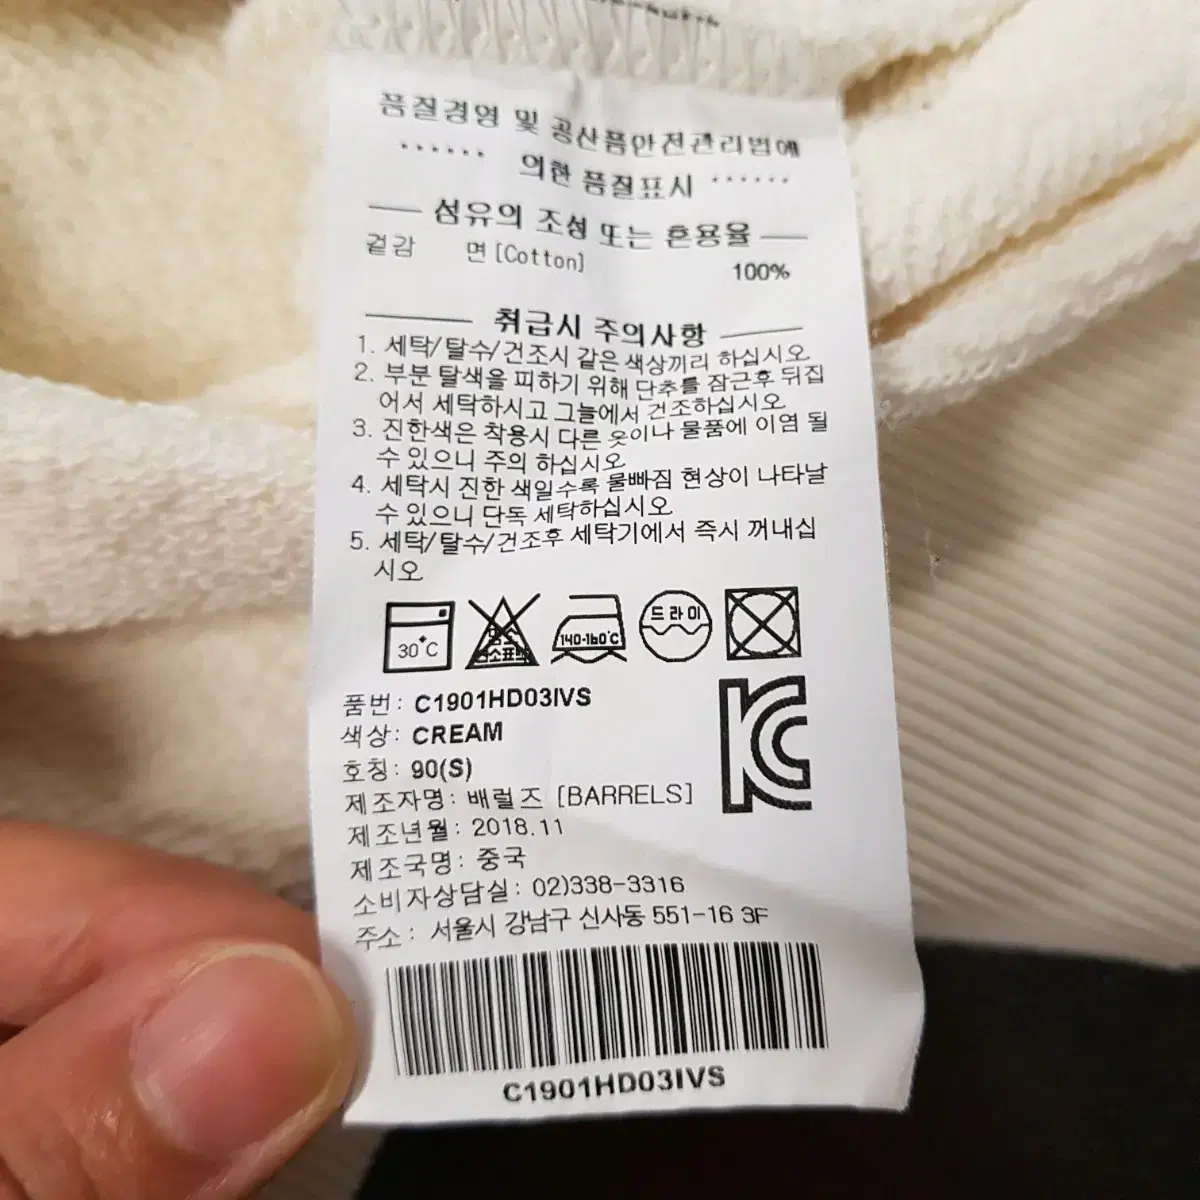 품질경영 및 공산품안전관리법에
...... 의한 품질표시 ......
섬유의 조성 또는 혼용율
겉감 면[Cotton] 100%
취급시 주의사항
1. 세탁/탈수/건조시 같은 색상끼리 하십시오
2. 부분 탈색을 피하기 위해 단추를 잠근후 뒤집
어서 세탁하시고 그늘에서 건조하십시오
3. 진한색은 착용시 다른 옷이나 물품에 이염 될
수 있으니 주의 하십시오
4. 세탁시 진한 색일수록 물빠짐 현상이 나타날
수 있으니 단독 세탁하십시오
5. 세탁/탈수/건조후 세탁기에서 즉시 꺼내십
시오
30°C 140-160°C 드라이
품번: C1901HD03IVS
색상: CREAM
호칭: 90(S)
제조자명: 배럴즈 [BARRELS]
제조년월: 2018.11
제조국명: 중국
소비자상담실: 02)338-3316
주소: 서울시 강남구 신사동 551-16 3F
C1901HD03IVS